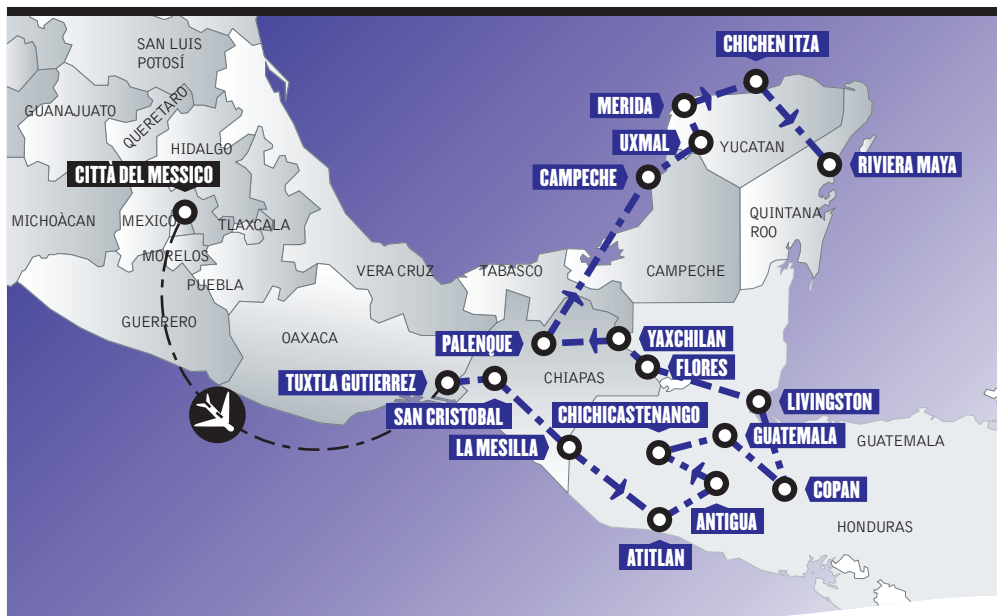 SAN LUIS
POTOSÍ
CHICHEN ITZA
GUANAJUATO
QUERETARO
MERIDA
HIDALGO
UXMAL
YUCATAN
CITTÀ DEL MESSICO
CAMPECHE
RIVIERA MAYA
MICHOÀCAN
MEXICO
TLAXCALA
QUINTANA
ROO
MORELOS
VERA CRUZ
TABASCO
CAMPECHE
PUEBLA
GUERRERO
OAXACA
PALENQUE
YAXCHILAN
FLORES
TUXTLA GUTIERREZ
CHIAPAS
LIVINGSTON
SAN CRISTOBAL
CHICHICASTENANGO
LA MESILLA
GUATEMALA
GUATEMALA
COPAN
ANTIGUA
HONDURAS
ATITLAN